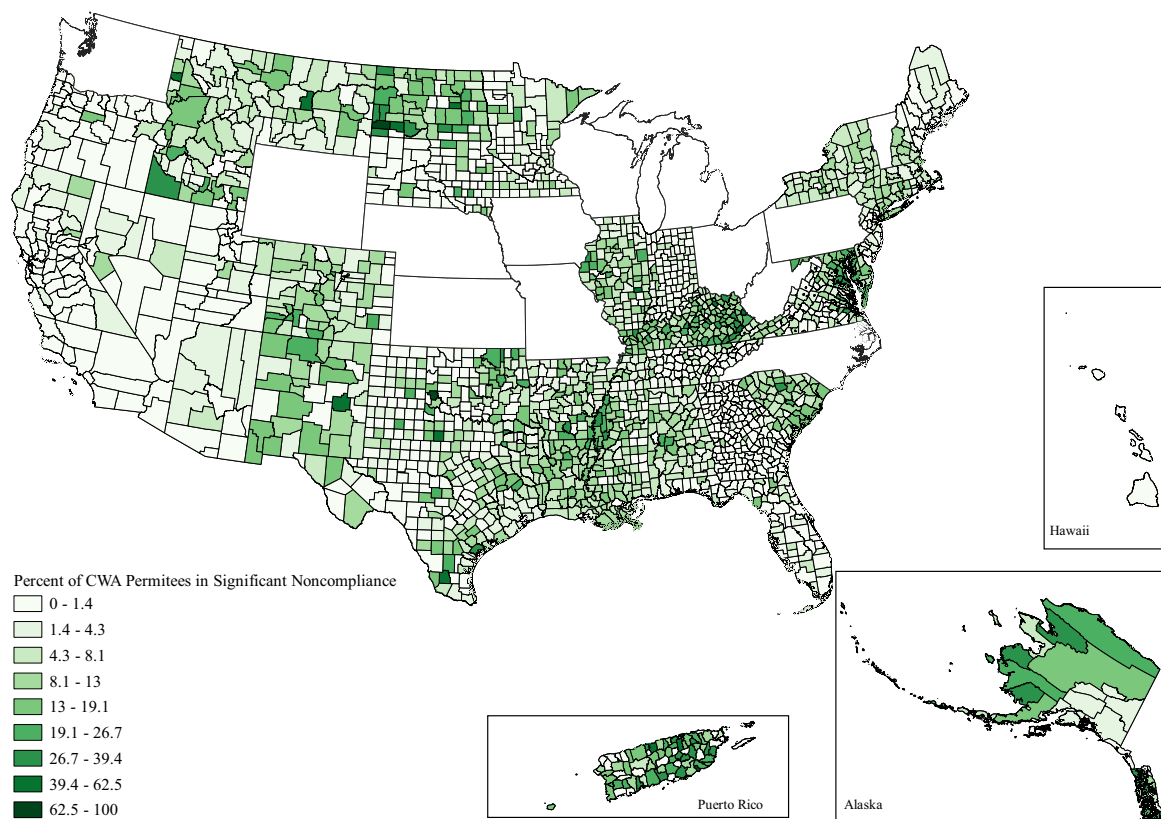 Hawaii
Percent of CWA Permitees in Significant Noncompliance
0 - 1.4
1.4 - 4.3
4.3 - 8.1
8.1 - 13
13 - 19.1
19.1 - 26.7
26.7 - 39.4
39.4 - 62.5
62.5 - 100
Puerto Rico
Alaska